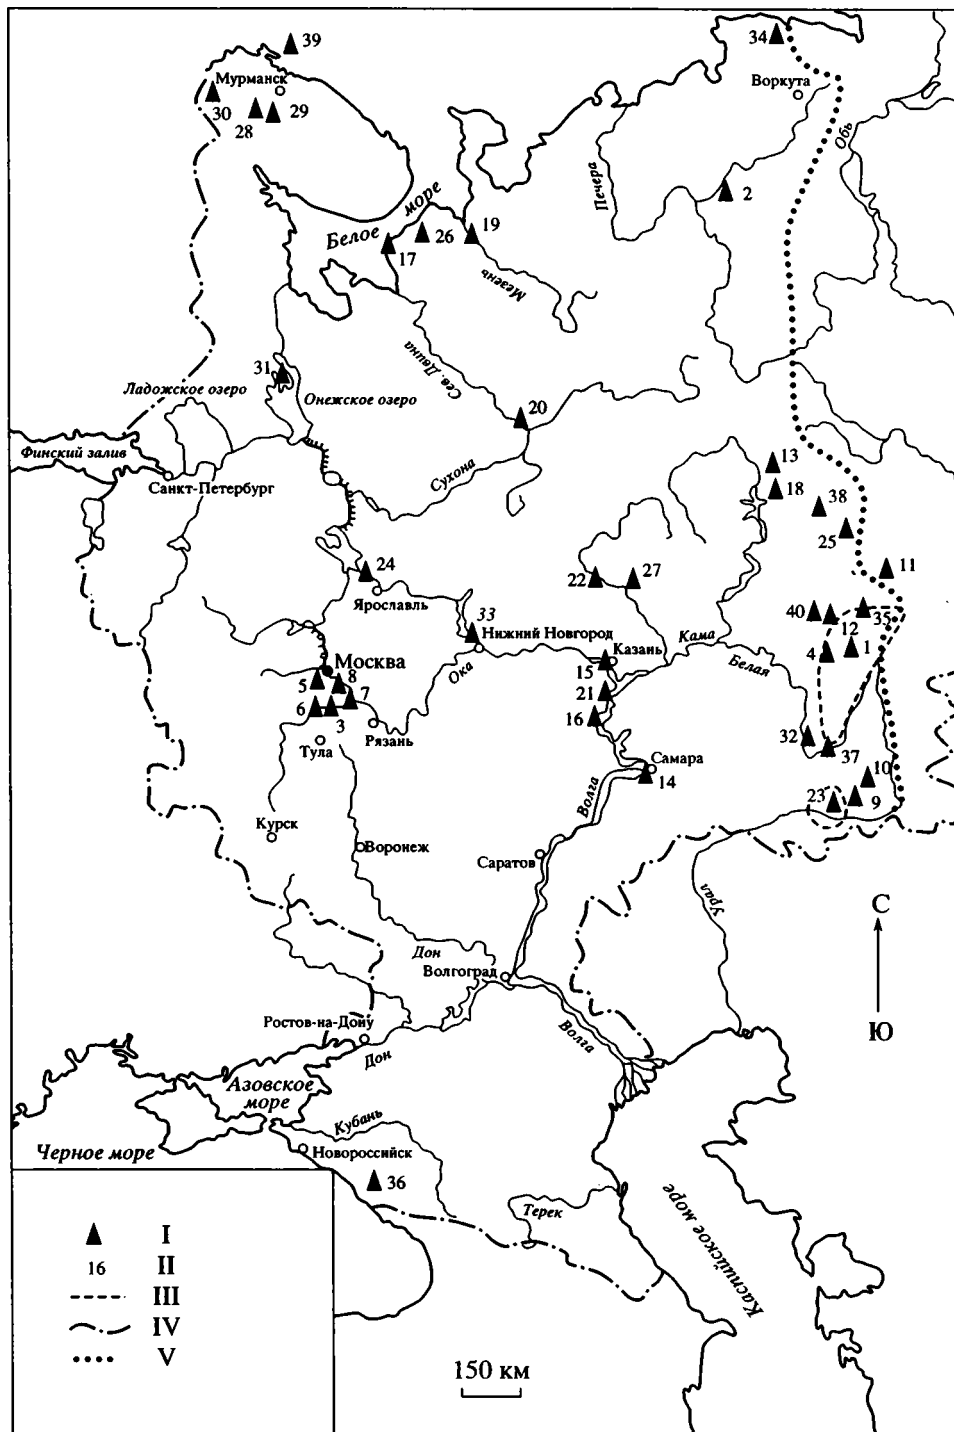 39
34
Мурманск
Воркута
30
28
29
Обь
Печера
2
Белое
море
17
26
19
Мезень
31
Ладожское озеро
Онежское озеро
Сев. Двина
20
Финский залив
Санкт-Петербург
Сухона
13
18
38
25
24
Ярославль
22
27
11
33
Нижний Новгород
40
12
35
Москва
Ока
15
Казань
Кама
Белая
4
1
5
8
7
6
3
Рязань
Тула
21
16
32
37
Самара
14
10
23
9
Волга
Курск
Воронеж
Саратов
Урал
С
Ю
Дон
Волгоград
Ростов-на-Дону
Дон
Волга
Азовское
море
Кубань
Черное море
Новороссийск
36
Терек
Каспийское море
I
16 II
III
IV
V
150 км